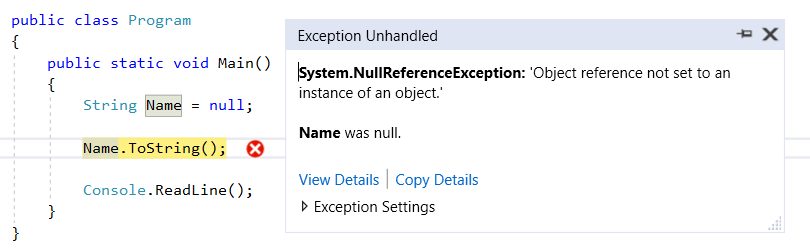 public class Program
{
public static void Main()
{
String Name = null;
Name.ToString();
Console.ReadLine();
}
}
Exception Unhandled
System.NullReferenceException: 'Object reference not set to an
instance of an object.'
Name was null.
View Details | Copy Details
Exception Settings